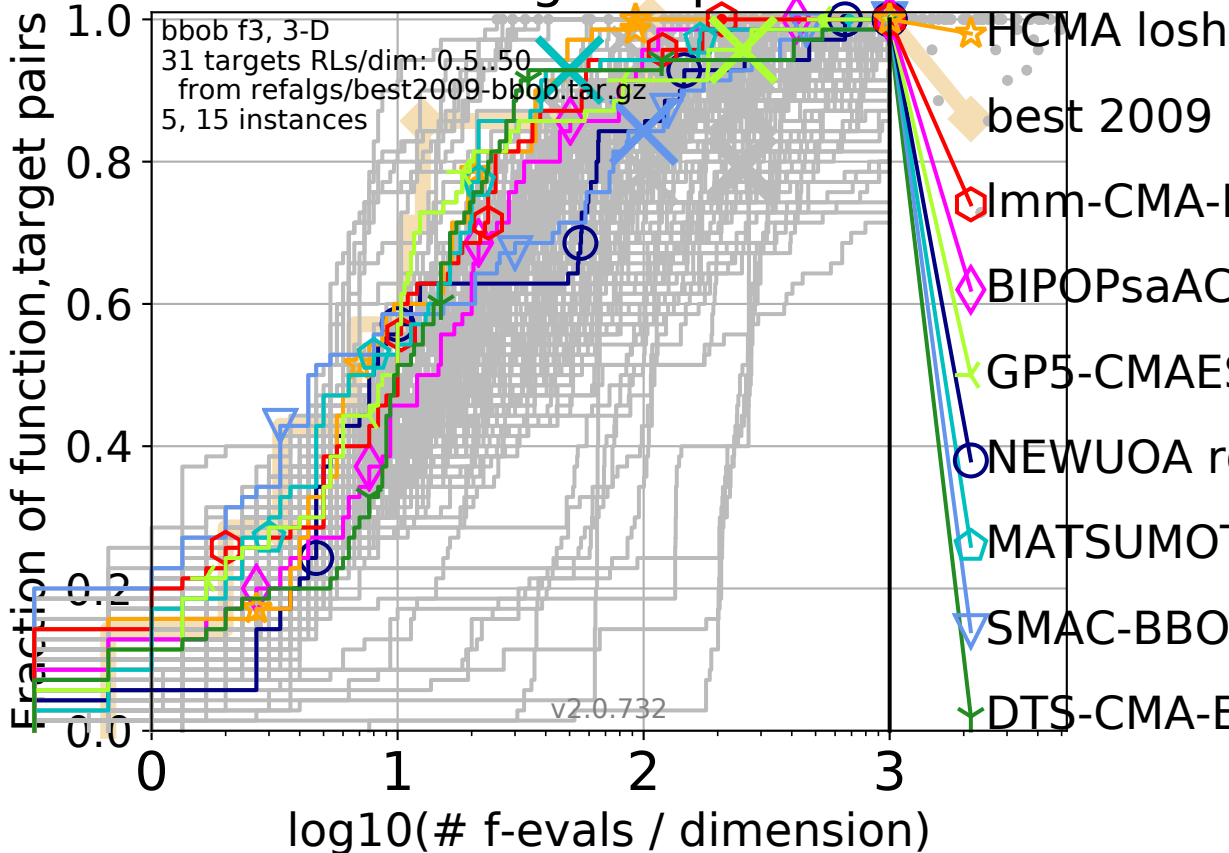 bbob f3, 3-D
31 targets RLs/dim: 0.5..50
from refalgs/best2009-bbob.tar.gz
5, 15 instances
Fraction of function,target pairs
1.0
0.8
0.6
0.4
0.2
0.0
0
1
2
3
log10(# f-evals / dimension)
v2.0.732
HCMA losh
best 2009
lmm-CMA-
BIPOPsaAC
GP5-CMAES
NEWUOA r
MATSUMOT
SMAC-BBO
DTS-CMA-E